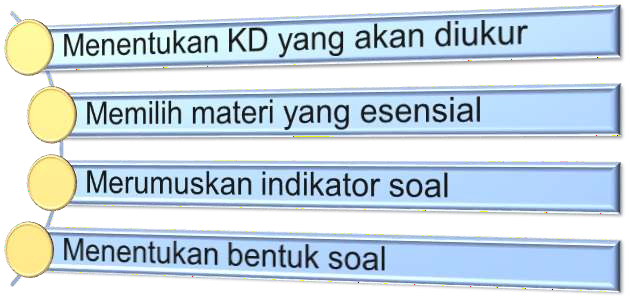 Menentukan KD yang akan diukur
Memilih materi yang esensial
Merumuskan indikator soal
Menentukan bentuk soal